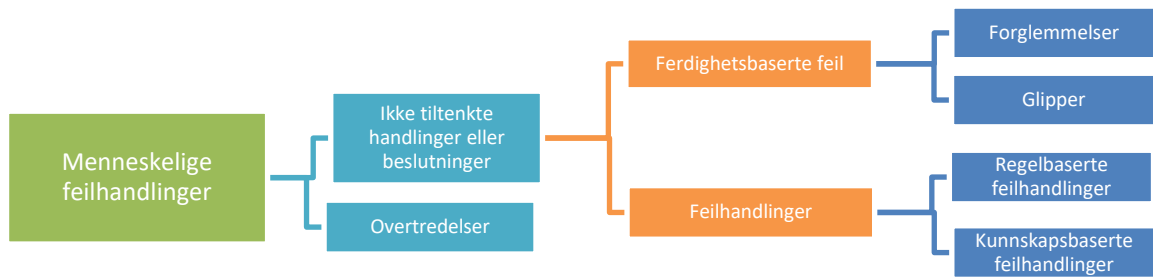 Menneskelige
feilhandlinger
Ikke tiltenkte
handlinger eller
beslutninger
Overtredelser
Ferdighetsbaserte feil
Feilhandlinger
Forglemmelser
Glipper
Regelbaserte
feilhandlinger
Kunnskapsbaserte
feilhandlinger